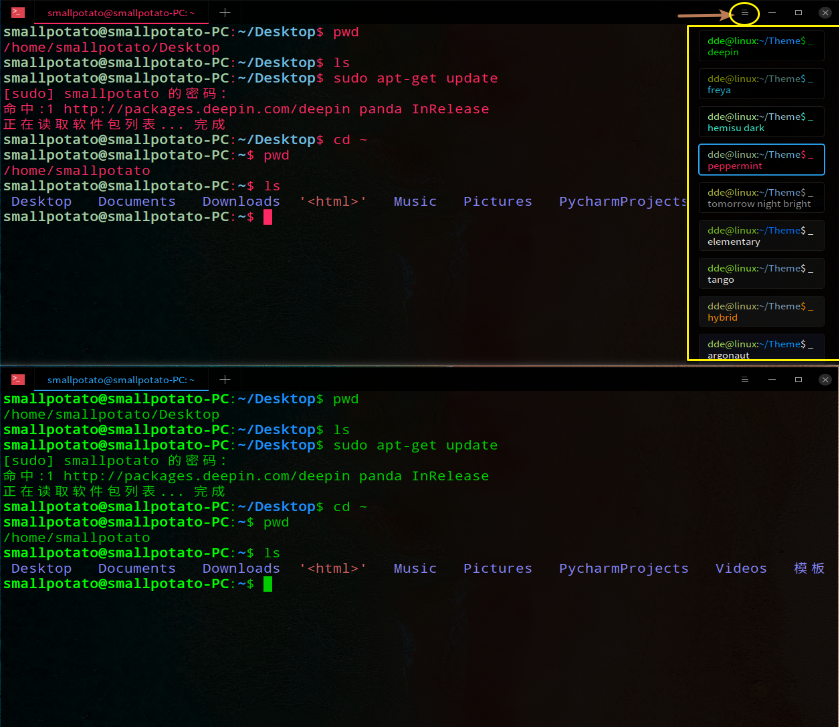 smallpotato@smallpotato-PC: ~
smallpotato@smallpotato-PC:~/Desktop$ pwd
/home/smallpotato/Desktop
smallpotato@smallpotato-PC:~/Desktop$ ls
smallpotato@smallpotato-PC:~/Desktop$ sudo apt-get update
[sudo] smallpotato 的密码：
命中:1 http://packages.deepin.com/deepin panda InRelease
正在读取软件包列表... 完成
smallpotato@smallpotato-PC:~/Desktop$ cd ~
smallpotato@smallpotato-PC:~$ pwd
/home/smallpotato
smallpotato@smallpotato-PC:~$ ls
Desktop Documents Downloads '<html>' Music Pictures PycharmProjects
smallpotato@smallpotato-PC:~$
dde@linux:~/Theme$ _
deepin
dde@linux:~/Theme$ _
freya
dde@linux:~/Theme$ _
hemisu dark
dde@linux:~/Theme$ _
peppermint
dde@linux:~/Theme$ _
tomorrow night bright
dde@linux:~/Theme$ _
elementary
dde@linux:~/Theme$ _
tango
dde@linux:~/Theme$ _
hybrid
dde@linux:~/Theme$ _
argonaut
smallpotato@smallpotato-PC: ~
smallpotato@smallpotato-PC:~/Desktop$ pwd
/home/smallpotato/Desktop
smallpotato@smallpotato-PC:~/Desktop$ ls
smallpotato@smallpotato-PC:~/Desktop$ sudo apt-get update
[sudo] smallpotato 的密码：
命中:1 http://packages.deepin.com/deepin panda InRelease
正在读取软件包列表... 完成
smallpotato@smallpotato-PC:~/Desktop$ cd ~
smallpotato@smallpotato-PC:~$ pwd
/home/smallpotato
smallpotato@smallpotato-PC:~$ ls
Desktop Documents Downloads '<html>' Music Pictures PycharmProjects Videos 模板
smallpotato@smallpotato-PC:~$